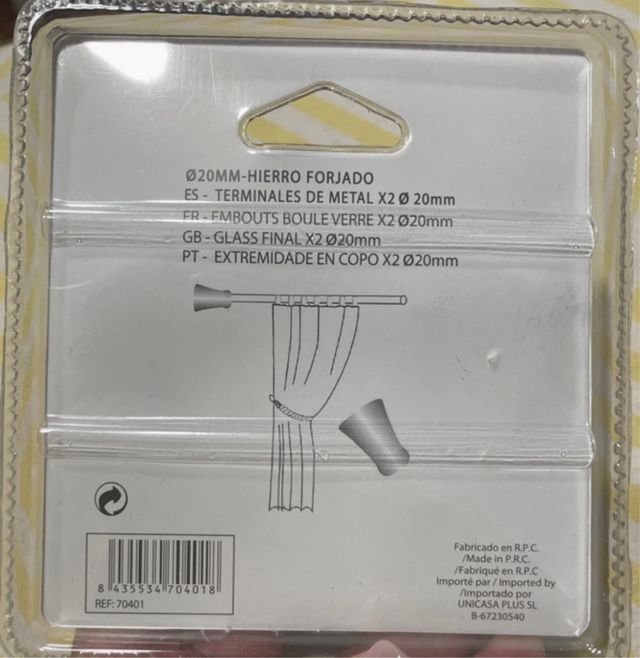 Ø20MM-HIERRO FORJADO
ES - TERMINALES DE METAL X2 Ø 20mm
FR - EMBOUTS BOULE VERRE X2 Ø20mm
GB - GLASS FINAL X2 Ø20mm
PT - EXTREMIDADE EN COPO X2 Ø20mm
8 435534 704018
REF: 70401
Fabricado en R.P.C.
/Made in P.R.C.
/Fabriqué en R.P.C
Importé par / Imported by
/Importado por
UNICASA PLUS SL
B-67230540